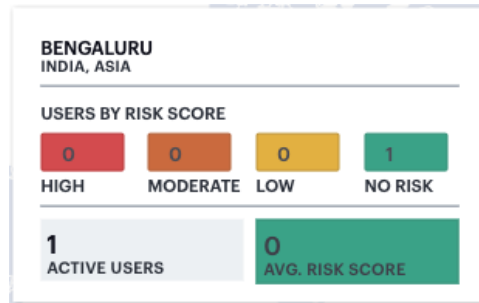 BENGALURU
INDIA, ASIA
USERS BY RISK SCORE
0 0 0 1
HIGH MODERATE LOW NO RISK
1 0
ACTIVE USERS AVG. RISK SCORE